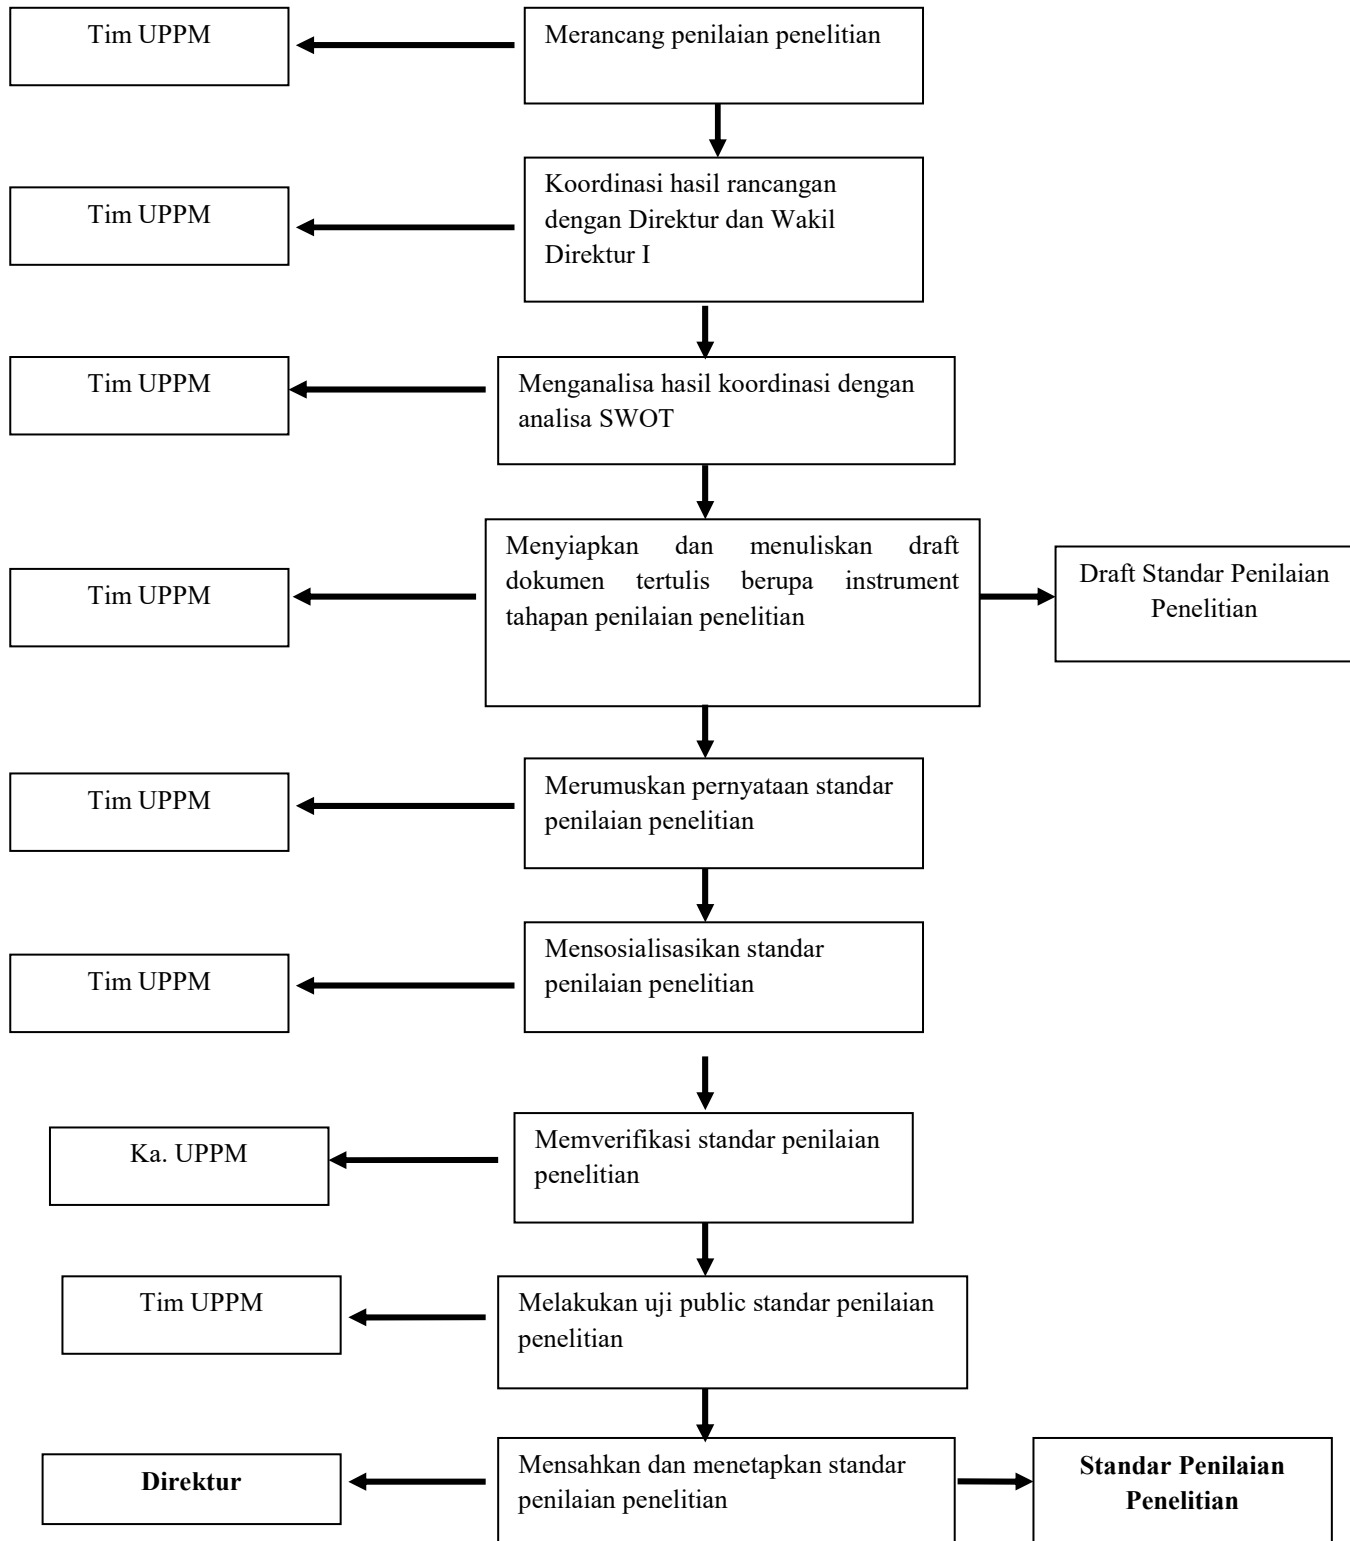 Tim UPPM
Merancang penilaian penelitian
Tim UPPM
Koordinasi hasil rancangan
dengan Direktur dan Wakil
Direktur I
Tim UPPM
Menganalisa hasil koordinasi dengan
analisa SWOT
Tim UPPM
Menyiapkan dan menuliskan draft
dokumen tertulis berupa instrument
tahapan penilaian penelitian
Draft Standar Penilaian
Penelitian
Tim UPPM
Merumuskan pernyataan standar
penilaian penelitian
Tim UPPM
Mensosialisasikan standar
penilaian penelitian
Ka. UPPM
Memverifikasi standar penilaian
penelitian
Tim UPPM
Melakukan uji public standar penilaian
penelitian
Direktur
Mensahkan dan menetapkan standar
penilaian penelitian
Standar Penilaian
Penelitian